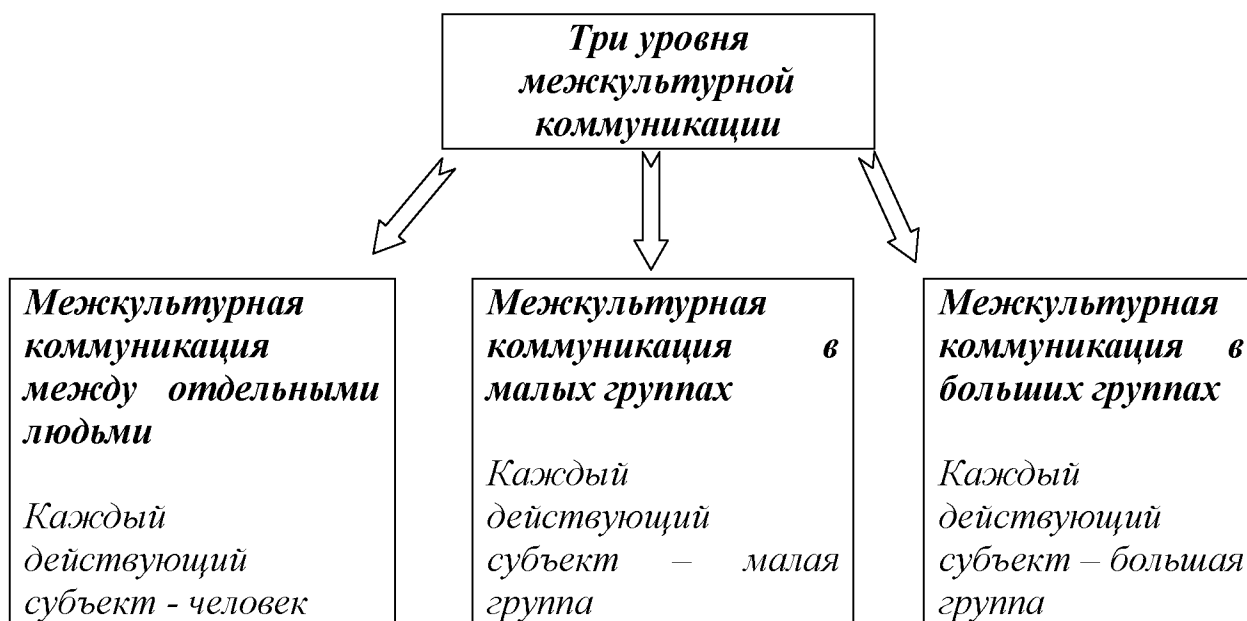 Три уровня
межкультурной
коммуникации
Межкультурная
коммуникация
между отдельными
людьми
Каждый
действующий
субъект - человек
Межкультурная
коммуникация в
малых группах
Каждый
действующий
субъект – малая
группа
Межкультурная
коммуникация в
больших группах
Каждый
действующий
субъект – большая
группа